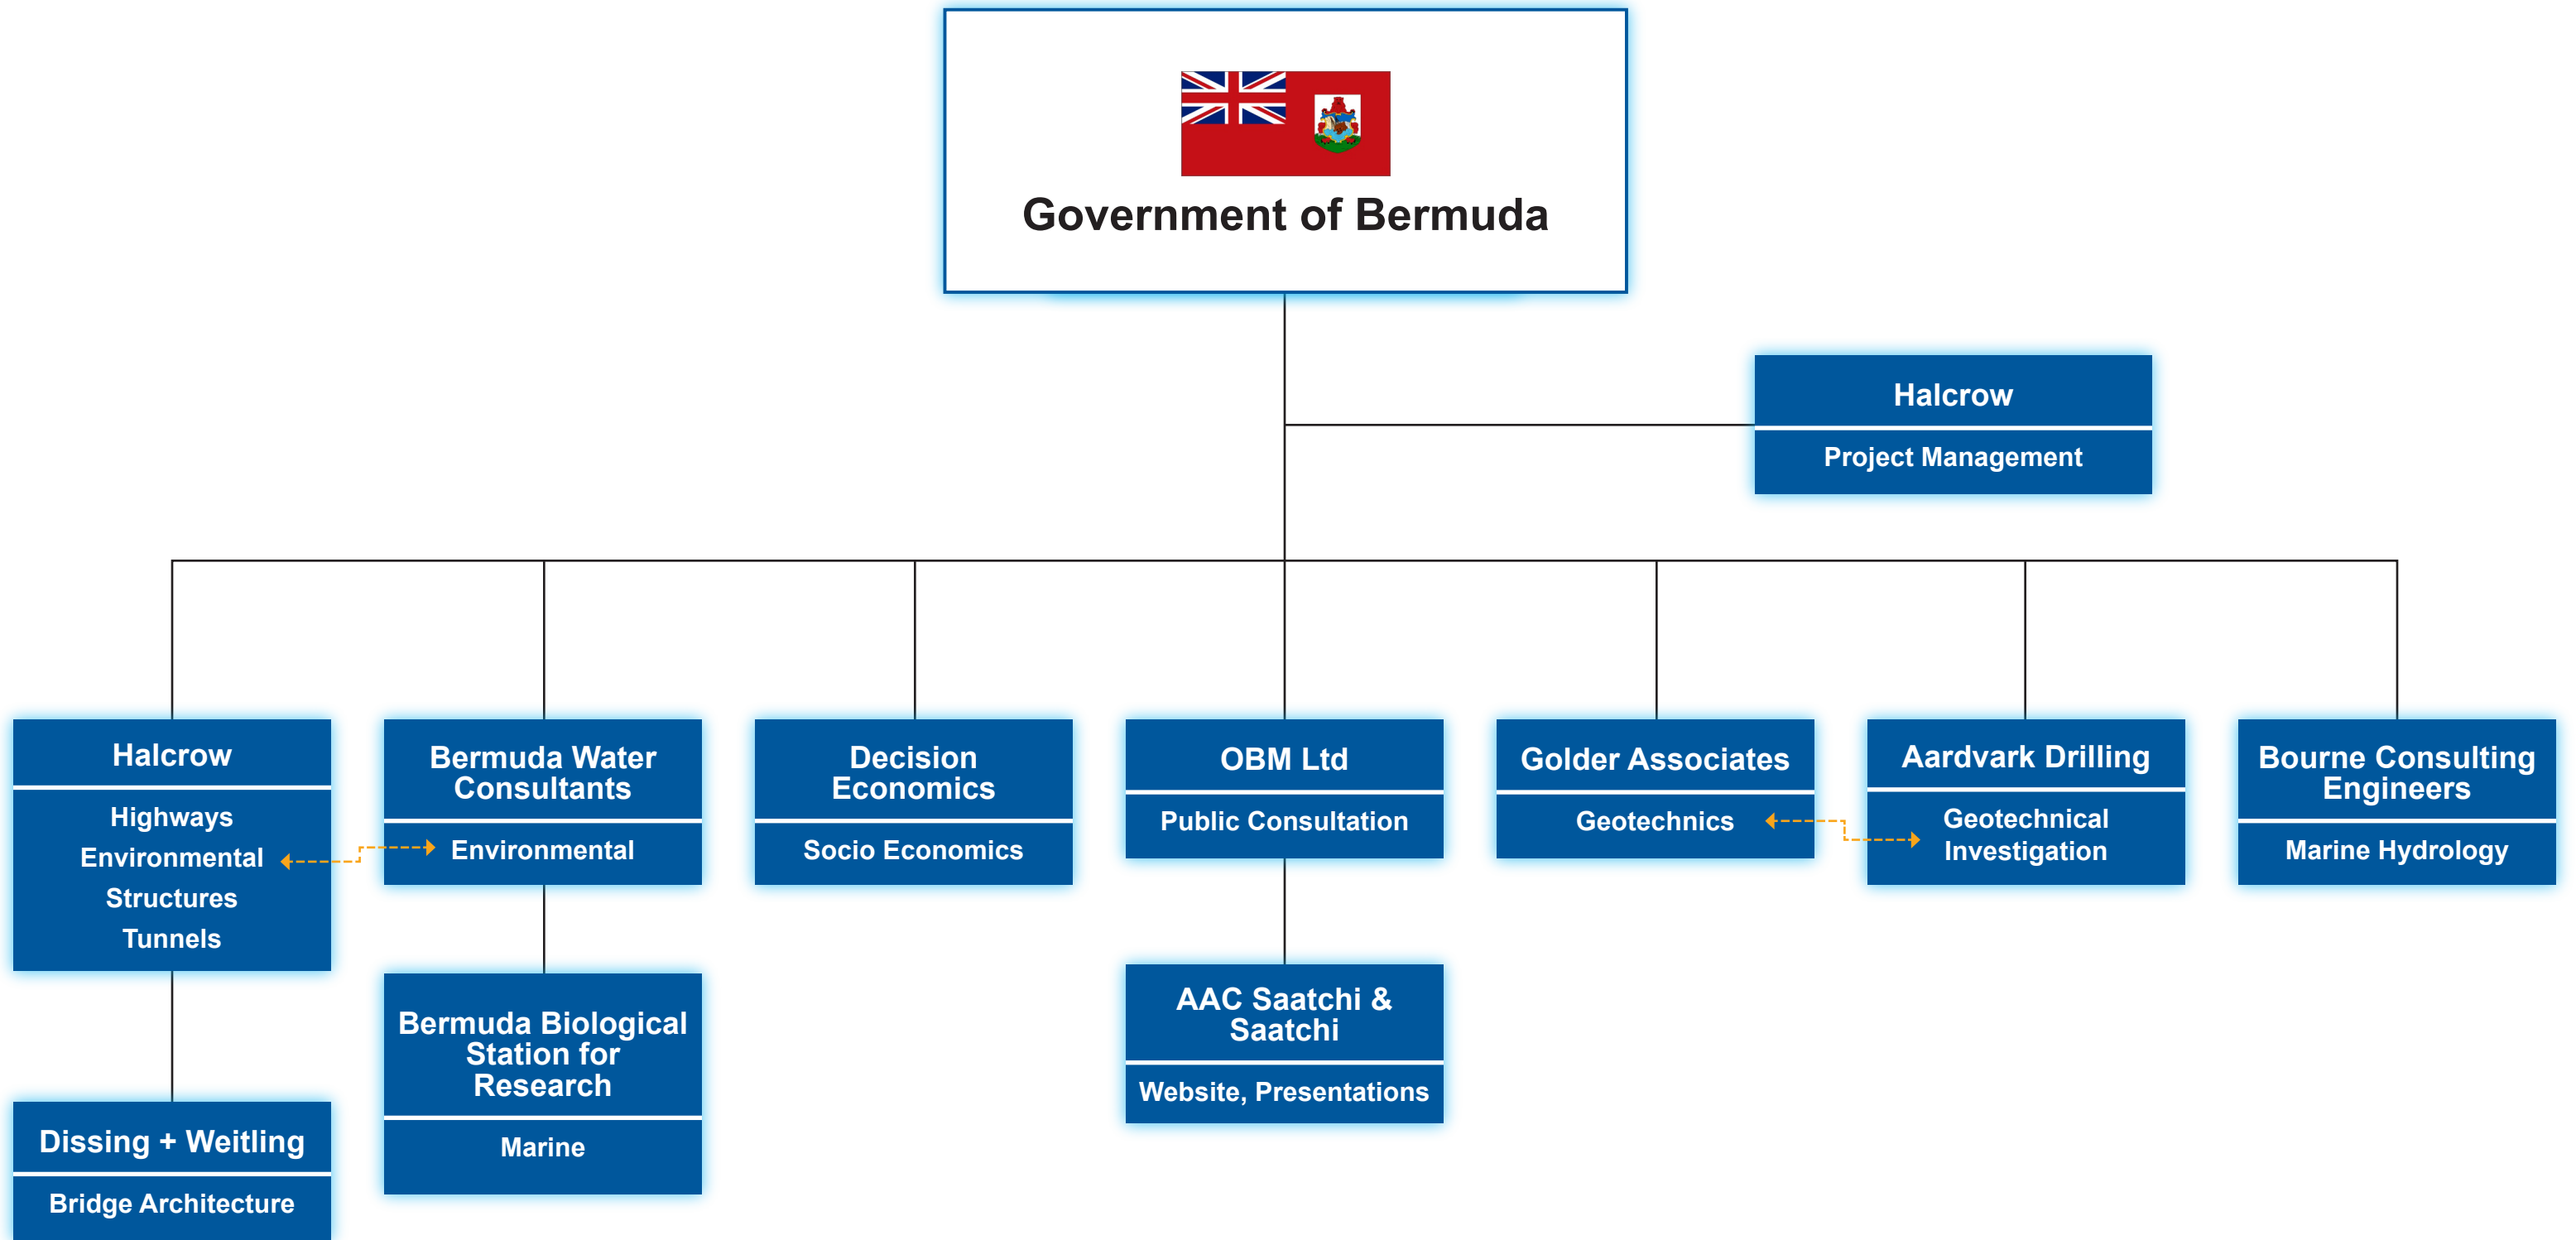 Government of Bermuda
Halcrow
Project Management
Halcrow
Highways
Environmental
Structures
Tunnels
Bermuda Water
Consultants
Environmental
Decision
Economics
Socio Economics
OBM Ltd
Public Consultation
Golder Associates
Geotechnics
Aardvark Drilling
Geotechnical
Investigation
Bourne Consulting
Engineers
Marine Hydrology
Dissing + Weitling
Bridge Architecture
Bermuda Biological
Station for
Research
Marine
AAC Saatchi &
Saatchi
Website, Presentations